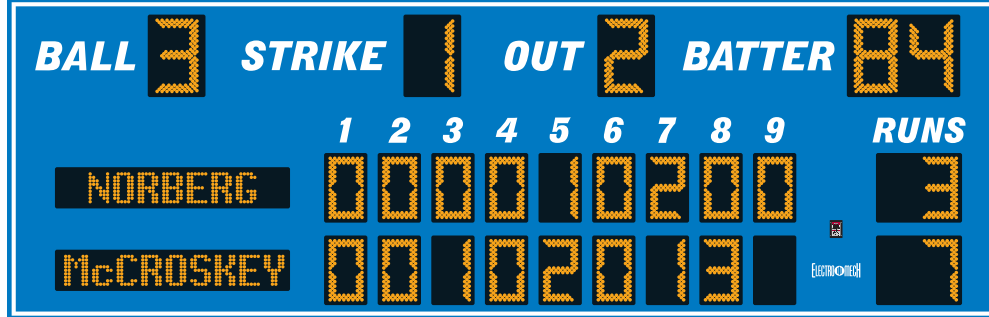 BALL 3 STRIKE 1 OUT 2 BATTER 84
1 2 3 4 5 6 7 8 9 RUNS
NORBERG 0 0 0 0 1 0 2 0 0 3
McCROSKEY 0 0 1 0 2 0 1 3 7
ELECTRO-MECH